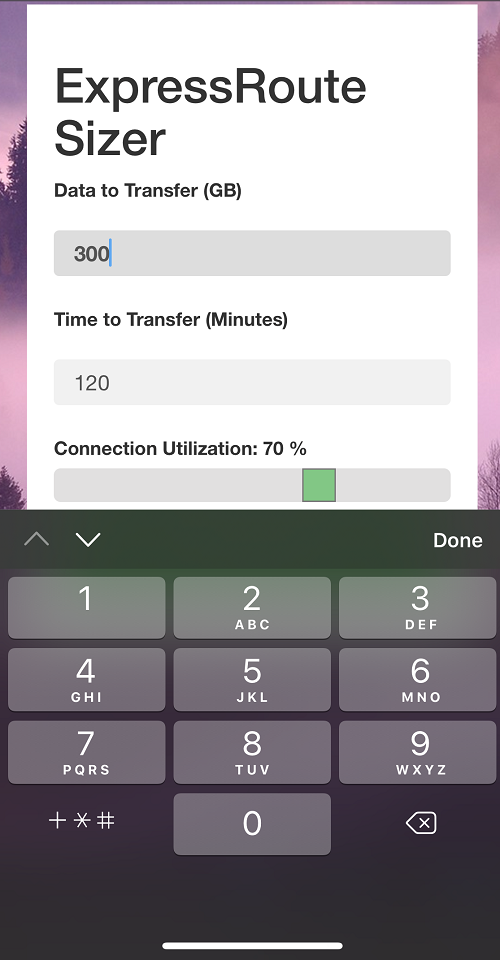 ExpressRoute
Sizer
Data to Transfer (GB)
300
Time to Transfer (Minutes)
120
Connection Utilization: 70 %
Done
1 2 3
ABC DEF
4 5 6
GHI JKL MNO
7 8 9
PQRS TUV WXYZ
+*# 0